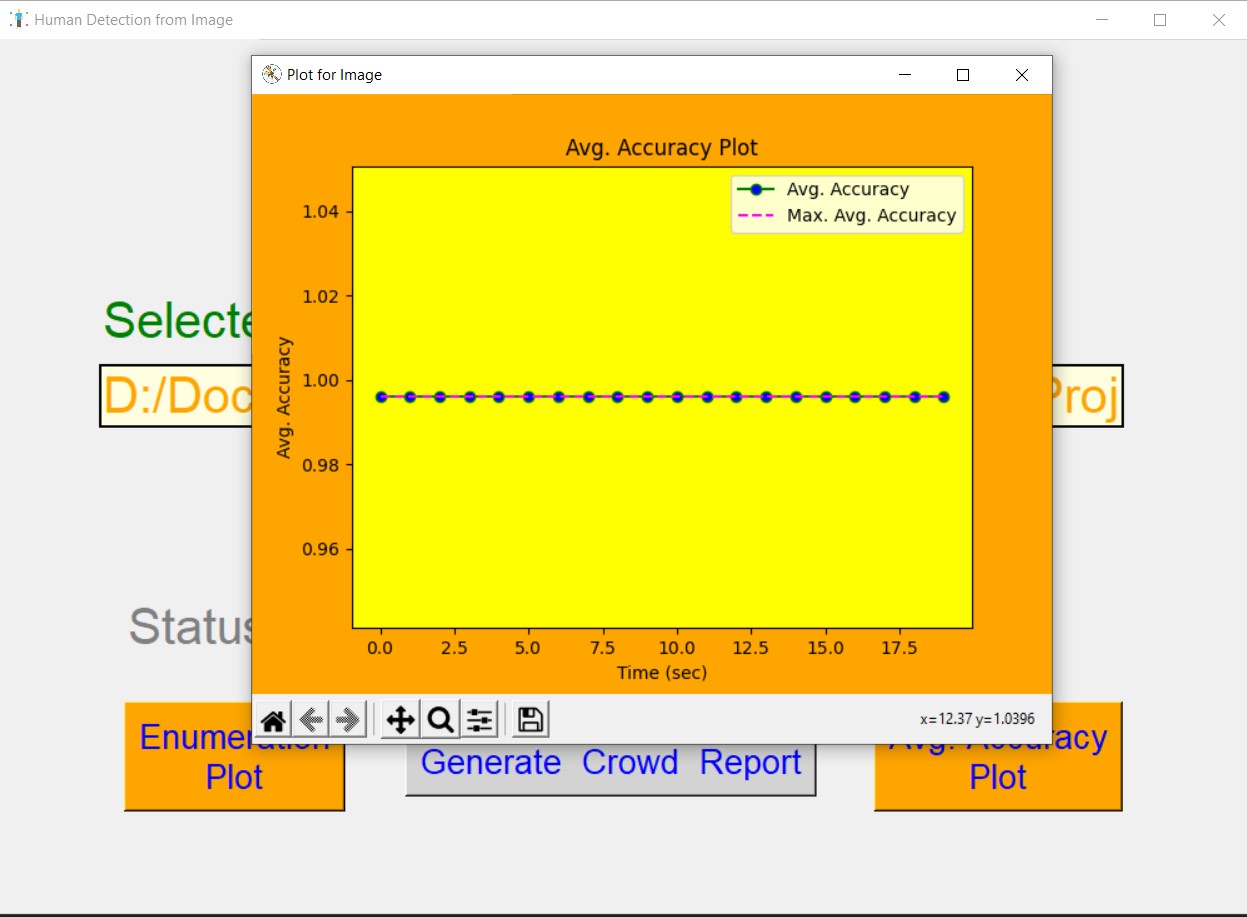 Human Detection from Image
Plot for Image
Avg. Accuracy Plot
Avg. Accuracy
Max. Avg. Accuracy
1.04
1.02
1.00
0.98
0.96
Avg. Accuracy
0.0 2.5 5.0 7.5 10.0 12.5 15.0 17.5
Time (sec)
x=12.37 y=1.0396
Selecte
D:/Doc
Proj
Status
Enumeration
Plot
Generate Crowd Report
Avg. Accuracy
Plot